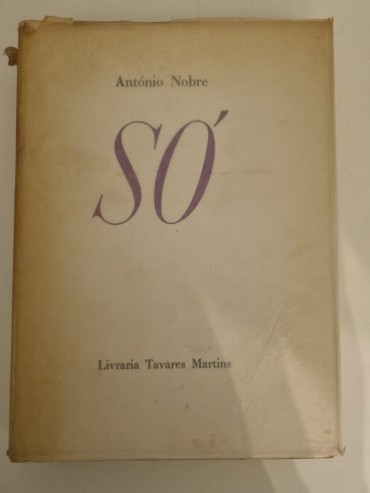 António Nobre
SÓ
Livraria Tavares Martins